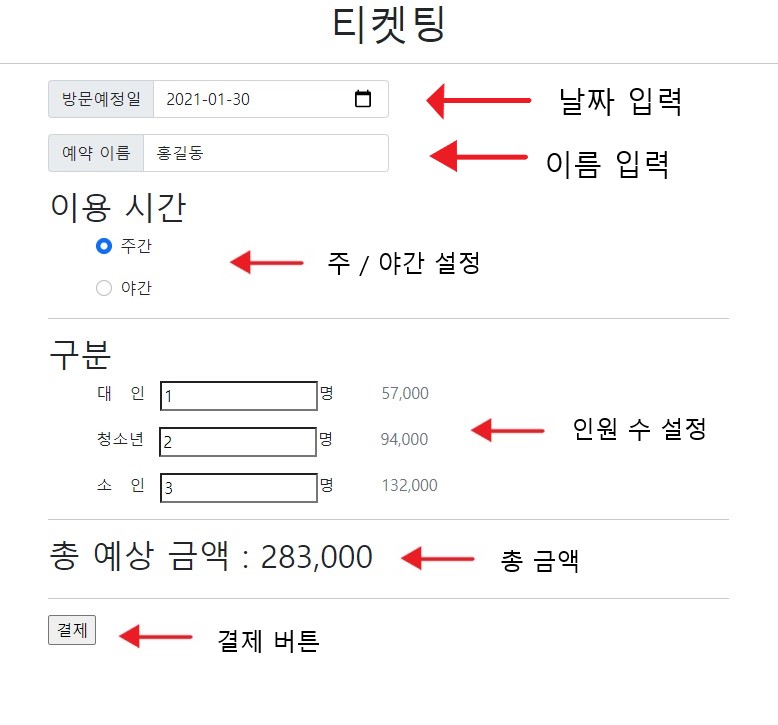 티켓팅
방문예정일 2021-01-30 날짜 입력
예약 이름 홍길동 이름 입력
이용 시간
주간
주 / 야간 설정
야간
구분
대 인 1 명 57,000
청소년 2 명 94,000 인원 수 설정
소 인 3 명 132,000
총 예상 금액 : 283,000 총 금액
결제 결제 버튼